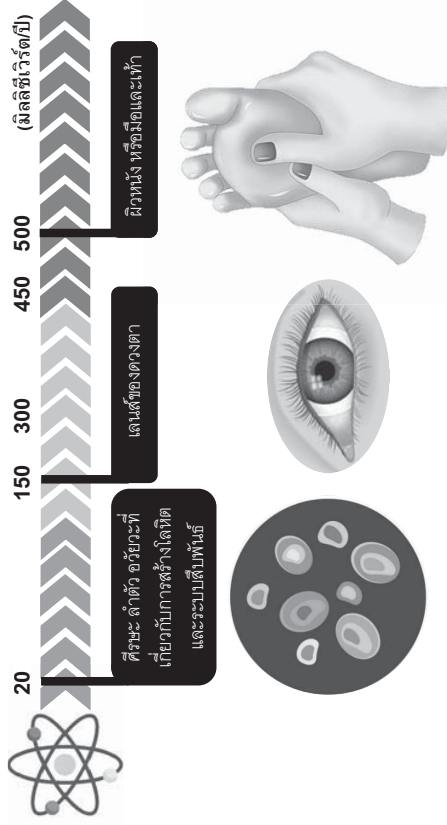 20 150 300 450 500 (มิลลิซีเวิร์ต/ปี)
ศีรษะ ลำตัว อวัยวะที่
เกี่ยวกับการสร้างโลหิต
และระบบสืบพันธ์
เลนส์ของดวงตา
ผิวหนัง หรือมือและเท้า